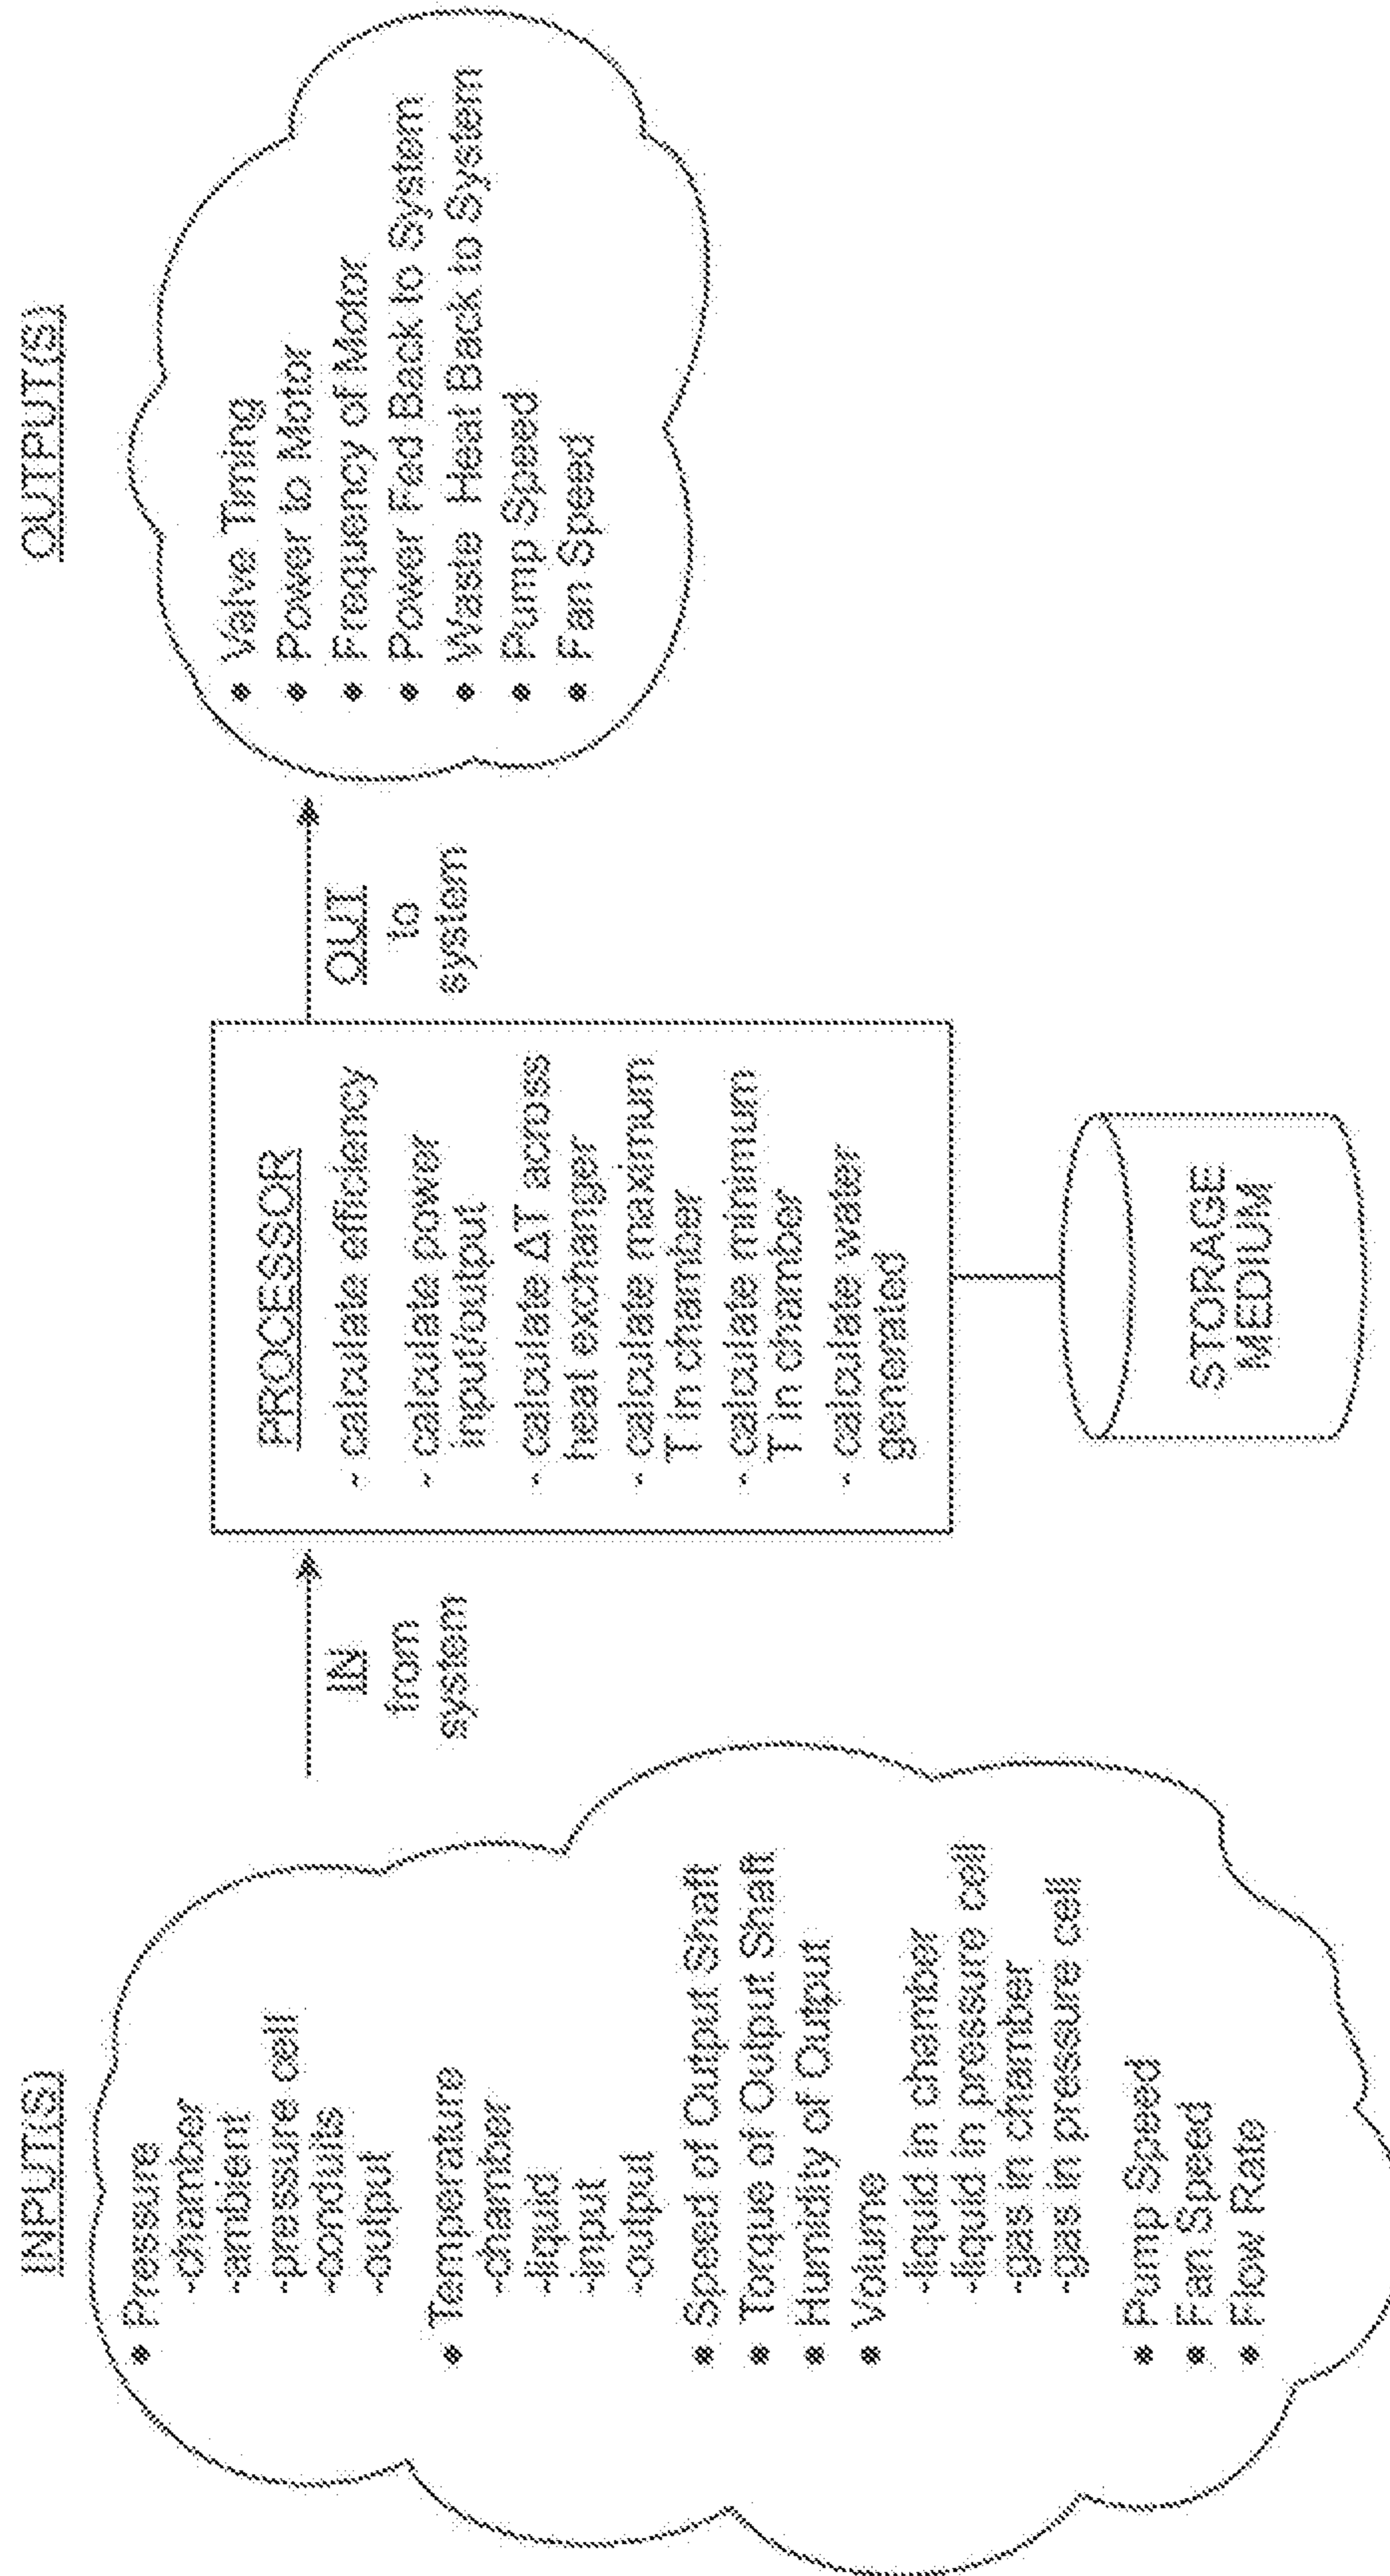 INPUT(S)
● Pressure
-chamber
-ambient
-pressure cell
-conduits
-output
● Temperature
-chamber
-liquid
-input
-output
● Speed of Output Shaft
● Torque of Output Shaft
● Humidity of Output
● Volume
-liquid in chamber
-liquid in pressure cell
-gas in chamber
-gas in pressure cell
● Pump Speed
● Fan Speed
● Flow Rate
IN
from
system
PROCESSOR
- calculate efficiency
- calculate power
input/output
- calculate ΔT across
heat exchanger
- calculate maximum
T in chamber
- calculate minimum
T in chamber
- calculate water
generated
STORAGE
MEDIUM
OUT
to
system
OUTPUT(S)
● Valve Timing
● Power to Motor
● Frequency of Motor
● Power Fed Back to System
● Waste Heat Back to System
● Pump Speed
● Fan Speed